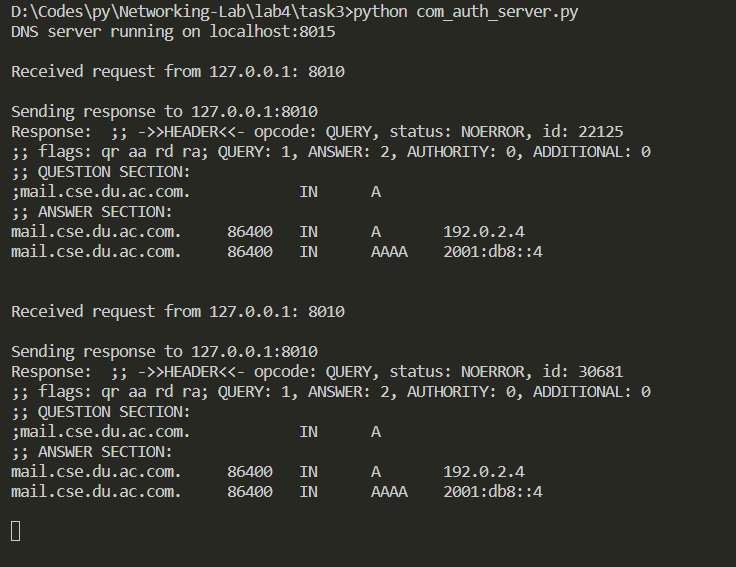 D:\Codes\py\Networking-Lab\lab4\task3>python com_auth_server.py
DNS server running on localhost:8015
Received request from 127.0.0.1: 8010
Sending response to 127.0.0.1:8010
Response:  ;; ->>HEADER<<- opcode: QUERY, status: NOERROR, id: 22125
;; flags: qr aa rd ra; QUERY: 1, ANSWER: 2, AUTHORITY: 0, ADDITIONAL: 0
;; QUESTION SECTION:
;mail.cse.du.ac.com.            IN      A
;; ANSWER SECTION:
mail.cse.du.ac.com.     86400   IN      A       192.0.2.4
mail.cse.du.ac.com.     86400   IN      AAAA    2001:db8::4
Received request from 127.0.0.1: 8010
Sending response to 127.0.0.1:8010
Response:  ;; ->>HEADER<<- opcode: QUERY, status: NOERROR, id: 30681
;; flags: qr aa rd ra; QUERY: 1, ANSWER: 2, AUTHORITY: 0, ADDITIONAL: 0
;; QUESTION SECTION:
;mail.cse.du.ac.com.            IN      A
;; ANSWER SECTION:
mail.cse.du.ac.com.     86400   IN      A       192.0.2.4
mail.cse.du.ac.com.     86400   IN      AAAA    2001:db8::4